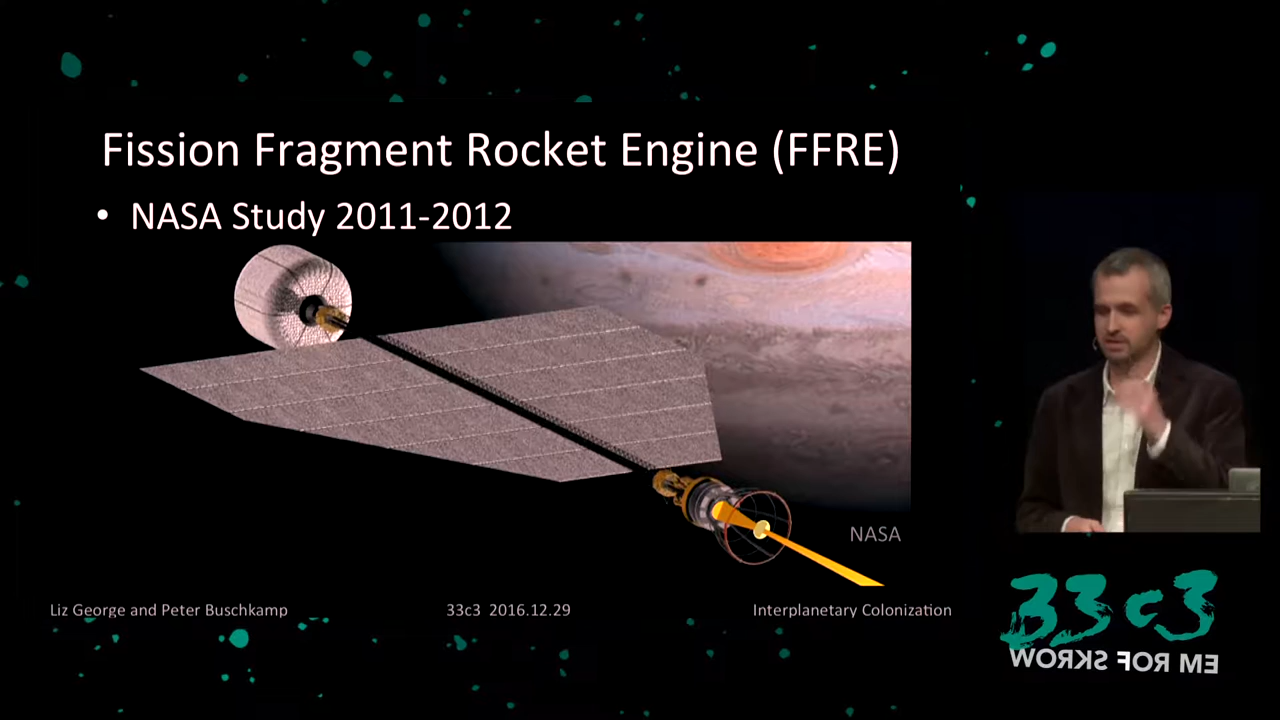 Fission Fragment Rocket Engine (FFRE)
• NASA Study 2011-2012
NASA
Liz George and Peter Buschkamp
33c3 2016.12.29
Interplanetary Colonization
33c3
WORKS FOR ME